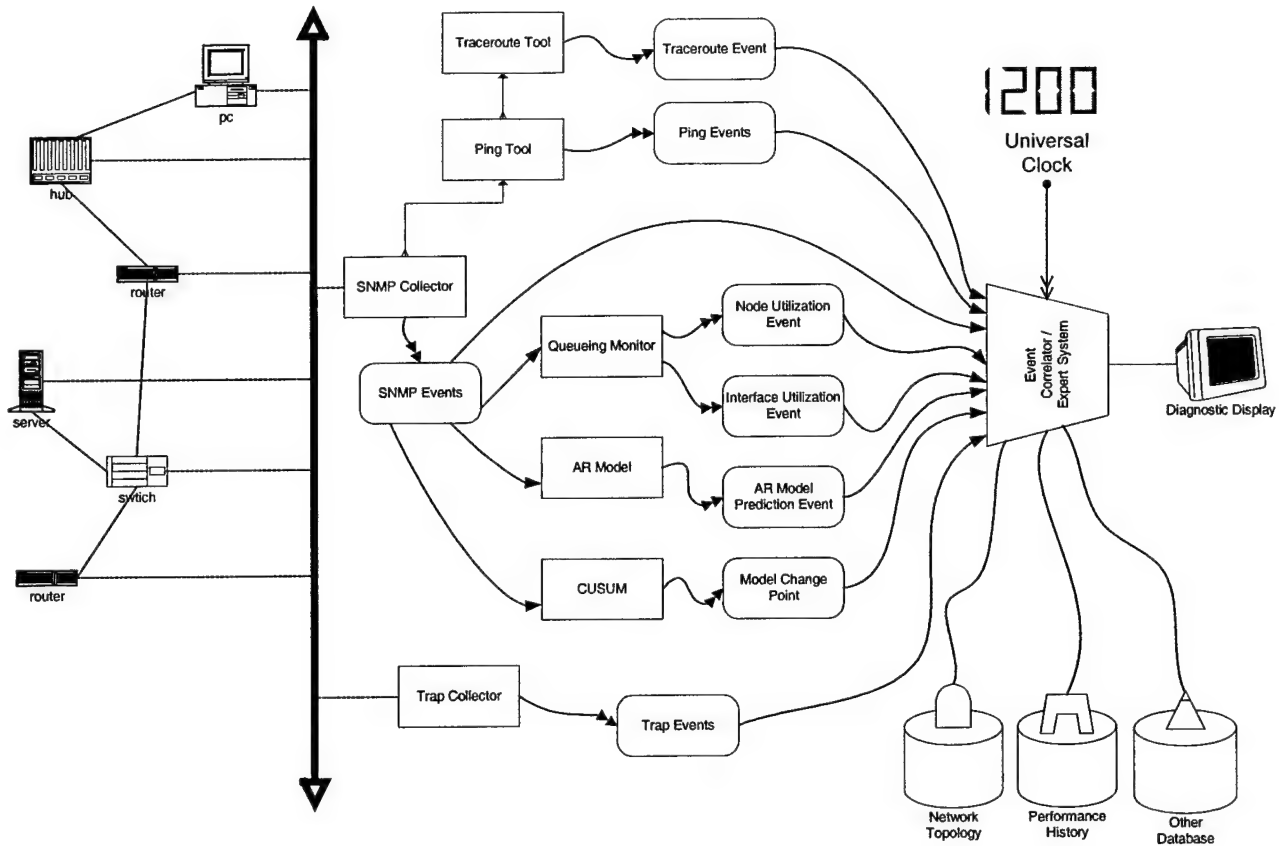 Traceroute Tool
Traceroute Event
1200
pc
Ping Tool
Ping Events
Universal
Clock
hub
router
SNMP Collector
Node Utilization
Event
Queueing Monitor
SNMP Events
Event
Correlator /
Expert System
Interface Utilization
Event
Diagnostic Display
server
swtich
AR Model
AR Model
Prediction Event
router
CUSUM
Model Change
Point
Trap Collector
Trap Events
Network
Topology
Performance
History
Other
Database